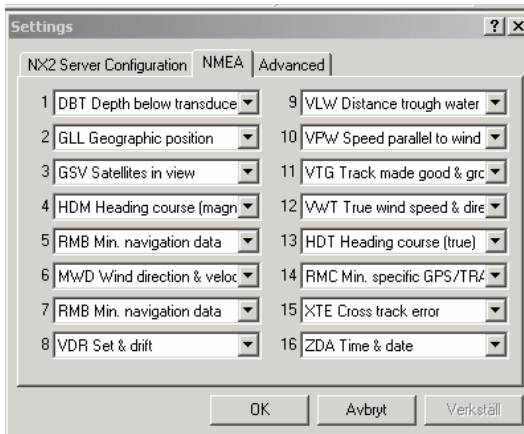 Settings
NX2 Server Configuration NMEA Advanced
1 DBT Depth below transduce
2 GLL Geographic position
3 GSV Satellites in view
4 HDM Heading course (magn
5 RMB Min. navigation data
6 MWD Wind direction & veloc
7 RMB Min. navigation data
8 VDR Set & drift
9 VLW Distance trough water
10 VPW Speed parallel to wind
11 VTG Track made good & grc
12 VWT True wind speed & dire
13 HDT Heading course (true)
14 RMC Min. specific GPS/TRA
15 XTE Cross track error
16 ZDA Time & date
OK Avbryt Verkställ